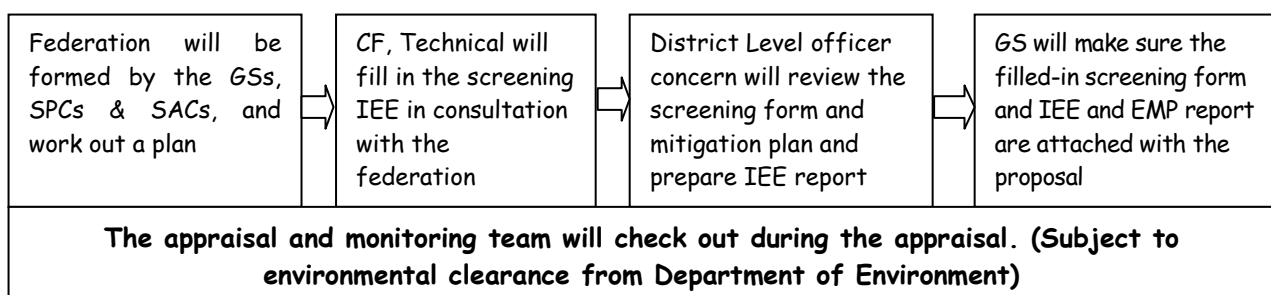 Federation will be
formed by the GSs,
SPCs & SACs, and
work out a plan
CF, Technical will
fill in the screening
IEE in consultation
with the
federation
District Level officer
concern will review the
screening form and
mitigation plan and
prepare IEE report
GS will make sure the
filled-in screening form
and IEE and EMP report
are attached with the
proposal
The appraisal and monitoring team will check out during the appraisal. (Subject to
environmental clearance from Department of Environment)